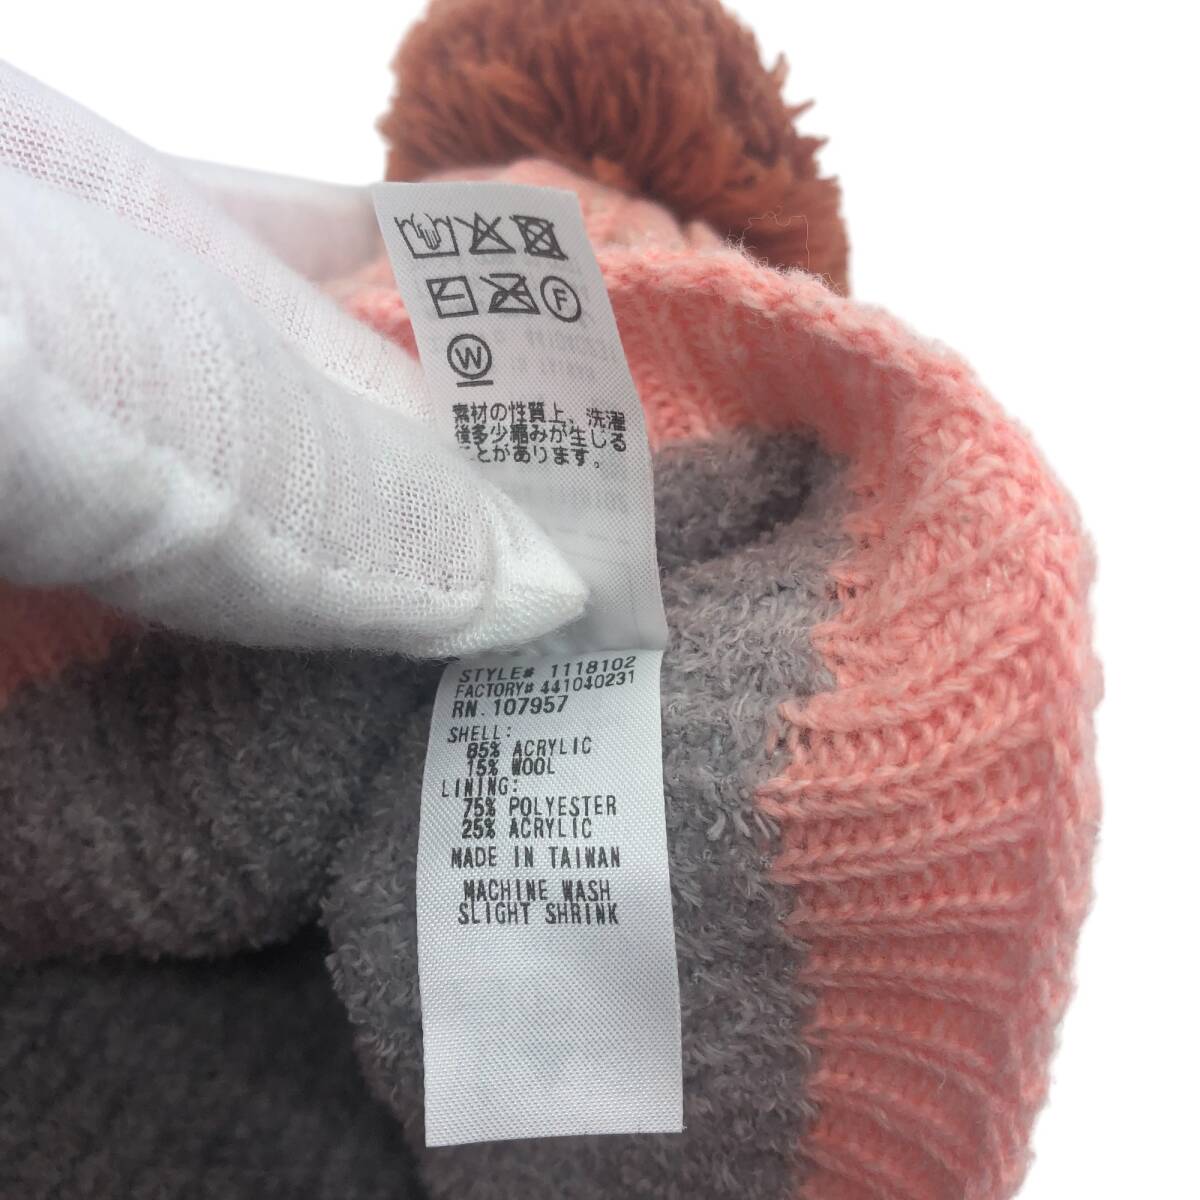 F
W
素材の性質上、洗濯
後多少縮みが生じる
ことがあります。
STYLE# 1118102
FACTORY# 441040231
RN. 107957
SHELL:
85% ACRYLIC
15% WOOL
LINING:
75% POLYESTER
25% ACRYLIC
MADE IN TAIWAN
MACHINE WASH
SLIGHT SHRINK